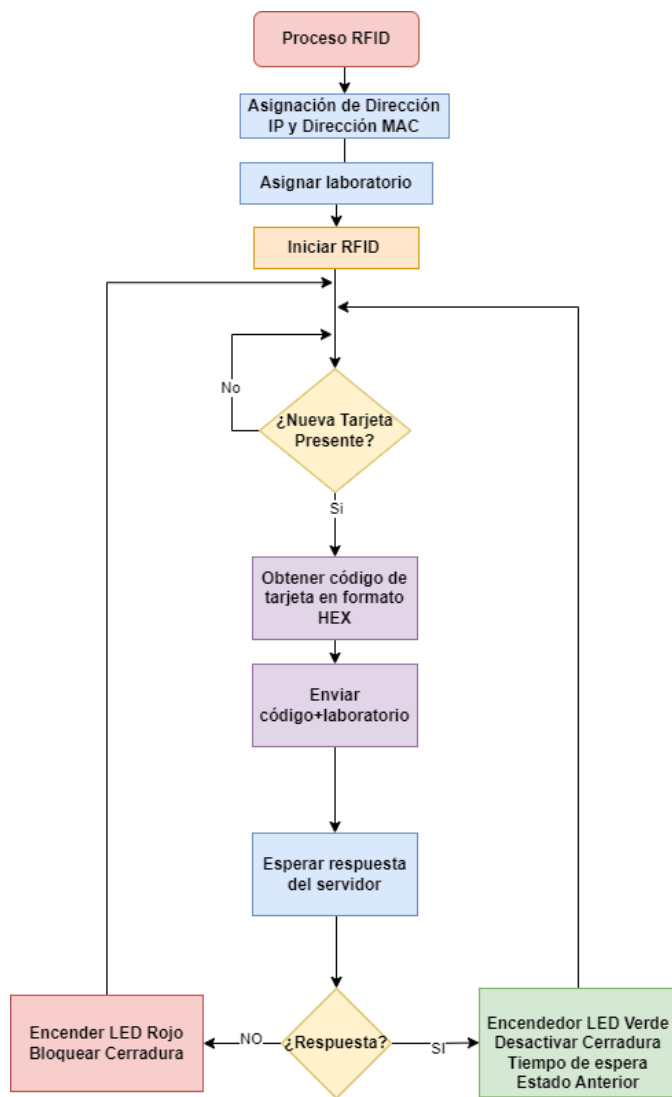 Proceso RFID
Asignación de Dirección
IP y Dirección MAC
Asignar laboratorio
Iniciar RFID
No
¿Nueva Tarjeta
Presente?
Si
Obtener código de
tarjeta en formato
HEX
Enviar
código+laboratorio
Esperar respuesta
del servidor
Encender LED Rojo
Bloquear Cerradura
NO
¿Respuesta?
SI
Encendedor LED Verde
Desactivar Cerradura
Tiempo de espera
Estado Anterior